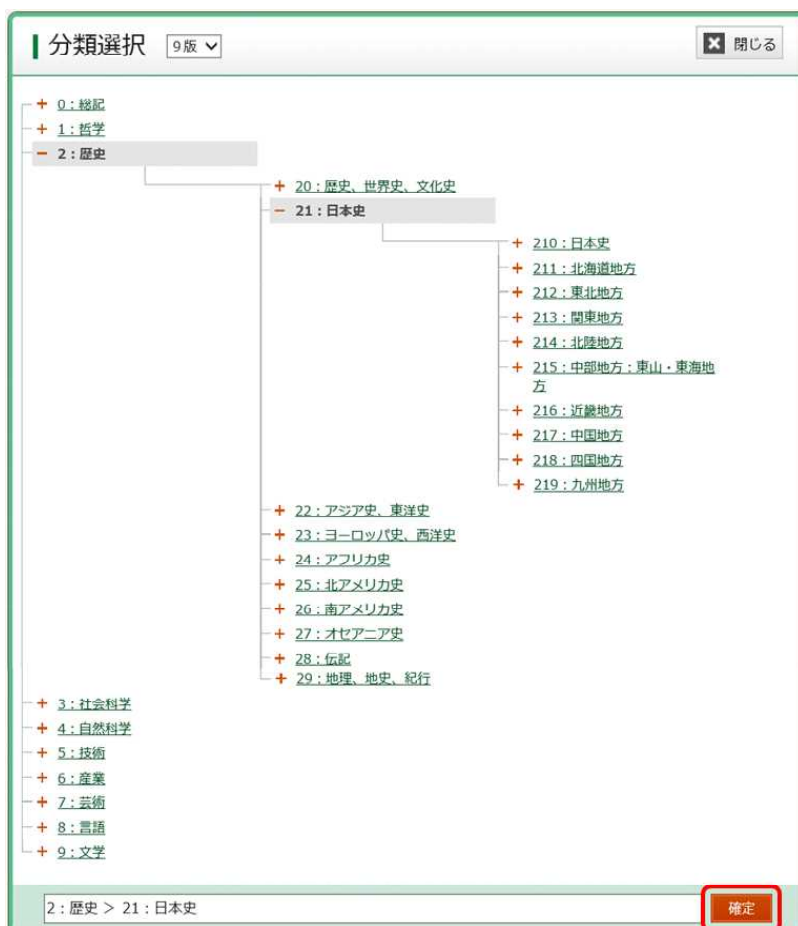 分類選択 9版 閉じる
0：総記
1：哲学
2：歴史
20：歴史、世界史、文化史
21：日本史
210：日本史
211：北海道地方
212：東北地方
213：関東地方
214：北陸地方
215：中部地方：東山・東海地
方
216：近畿地方
217：中国地方
218：四国地方
219：九州地方
22：アジア史、東洋史
23：ヨーロッパ史、西洋史
24：アフリカ史
25：北アメリカ史
26：南アメリカ史
27：オセアニア史
28：伝記
29：地理、地史、紀行
3：社会科学
4：自然科学
5：技術
6：産業
7：芸術
8：言語
9：文学
2：歴史 > 21：日本史 確定